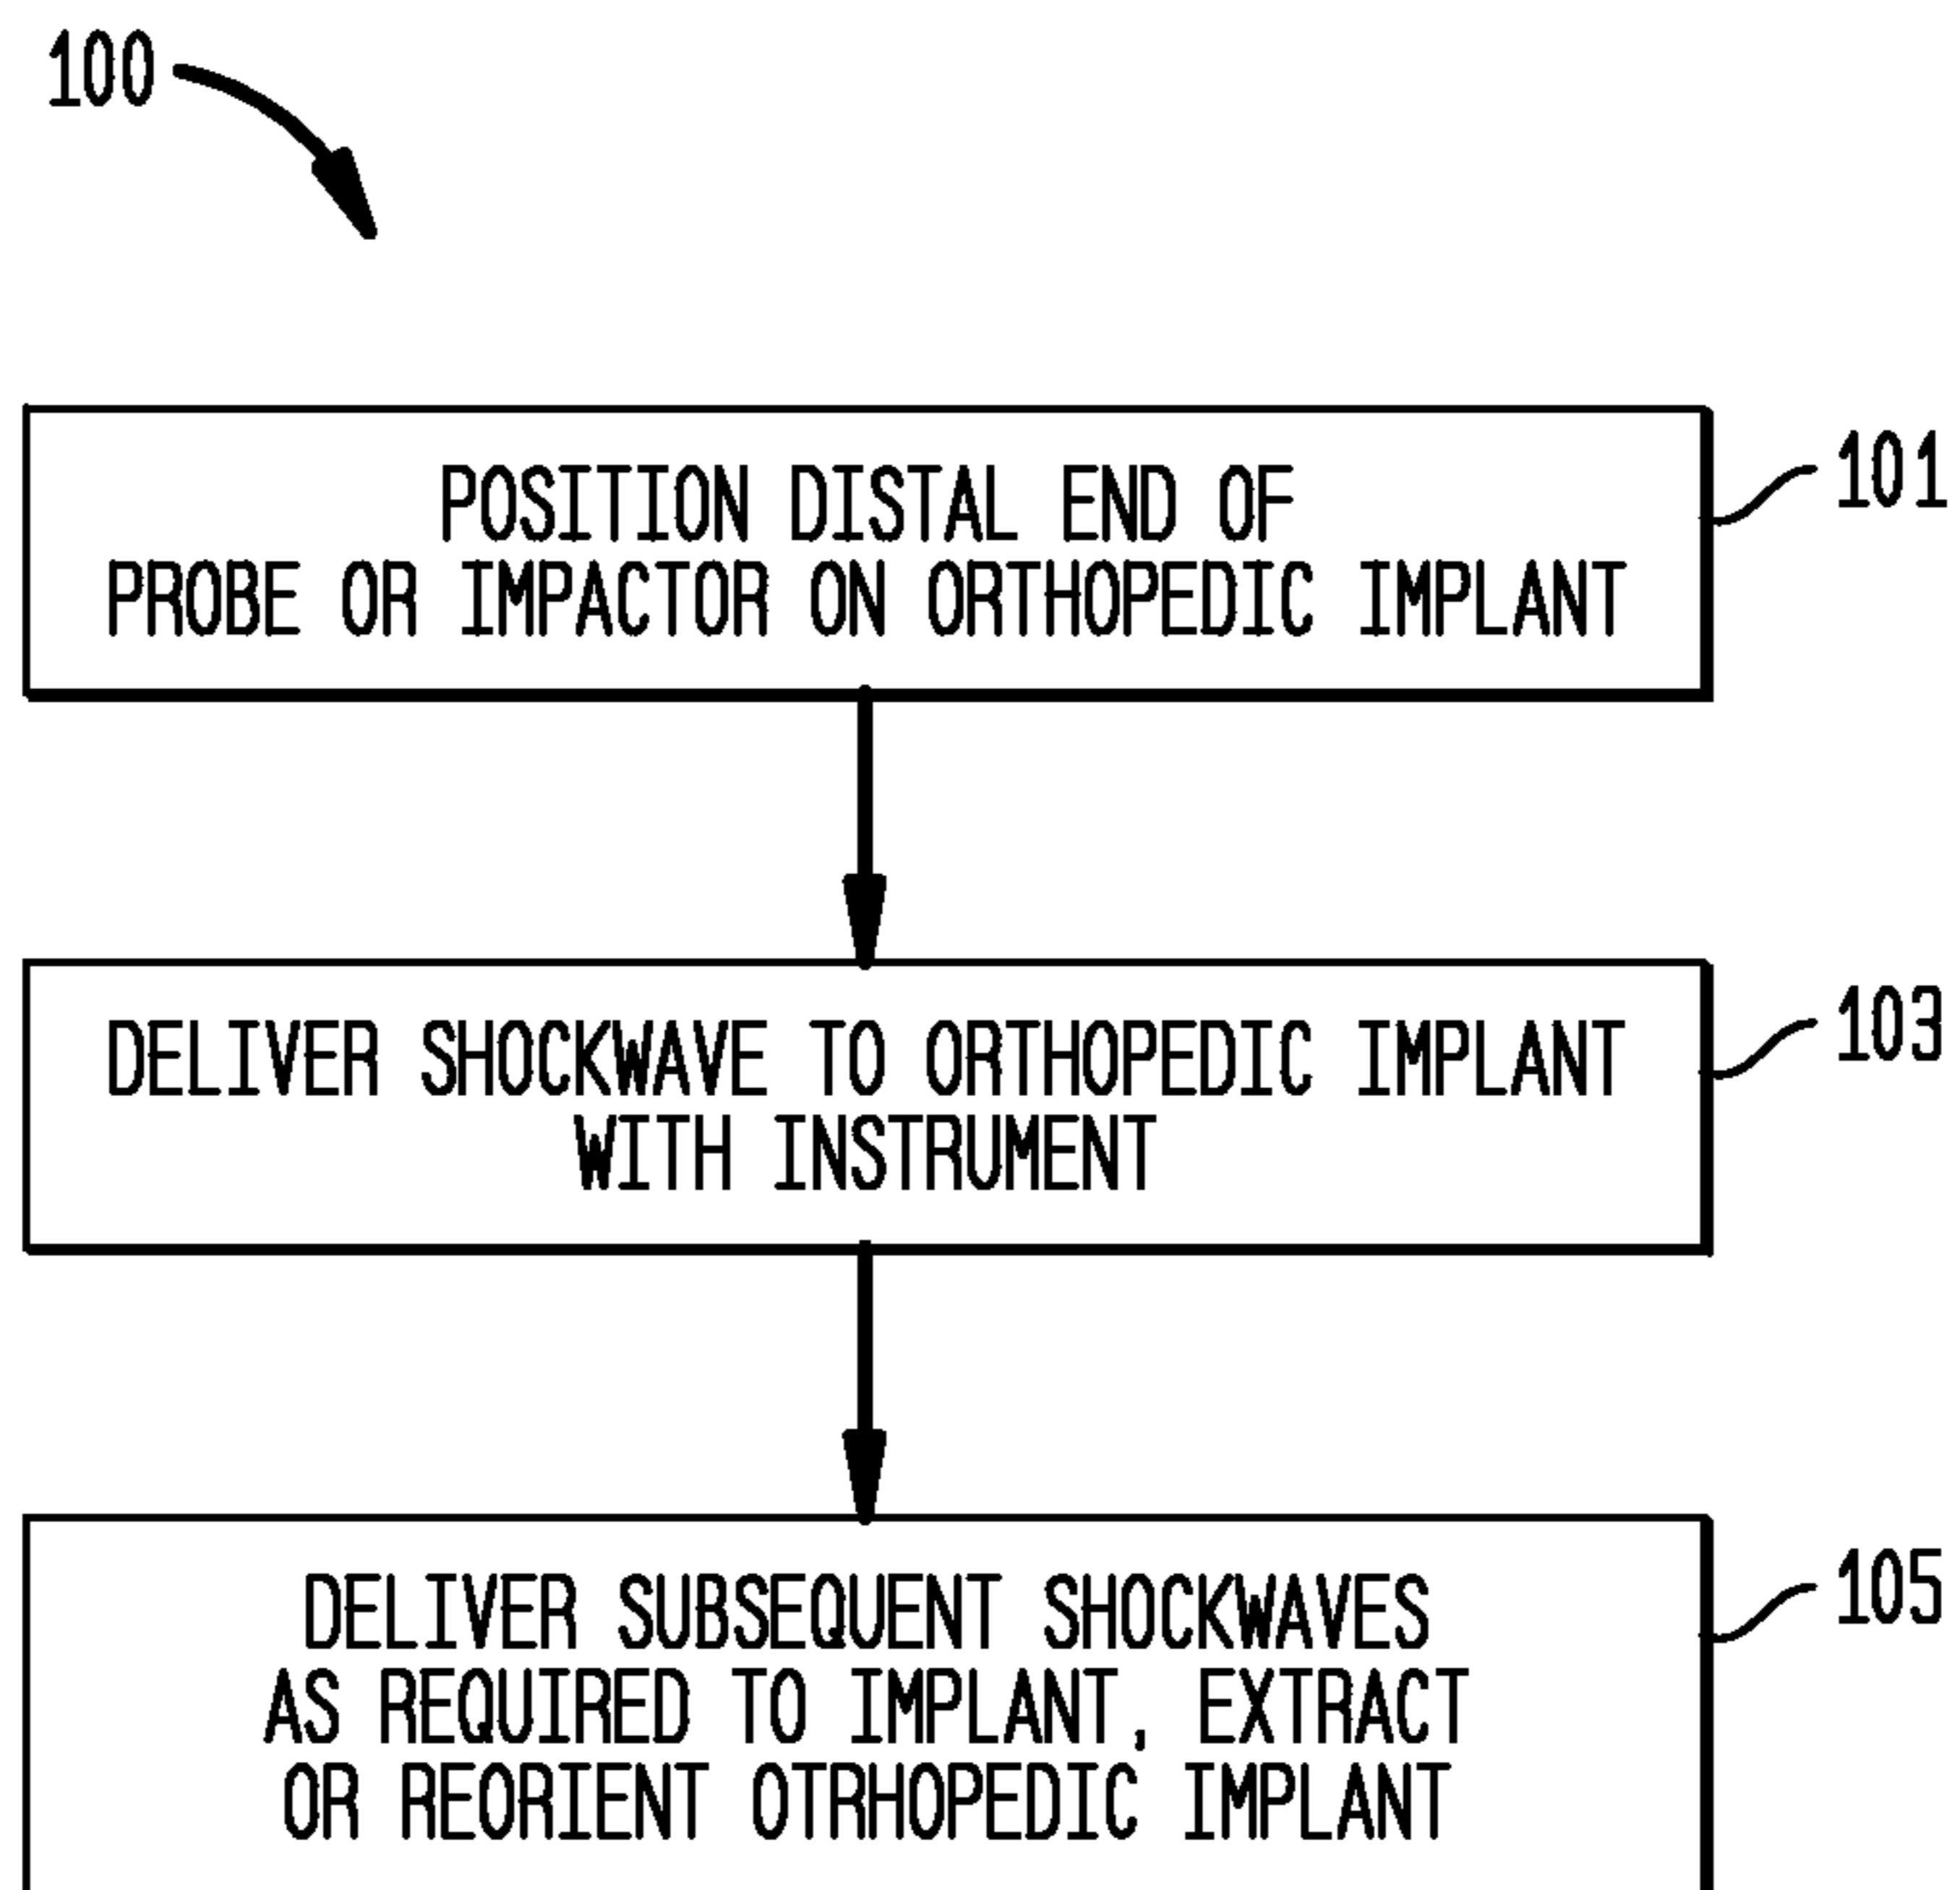 100
POSITION DISTAL END OF
PROBE OR IMPACTOR ON ORTHOPEDIC IMPLANT
101
DELIVER SHOCKWAVE TO ORTHOPEDIC IMPLANT
WITH INSTRUMENT
103
DELIVER SUBSEQUENT SHOCKWAVES
AS REQUIRED TO IMPLANT, EXTRACT
OR REORIENT OTRHOPEDIC IMPLANT
105